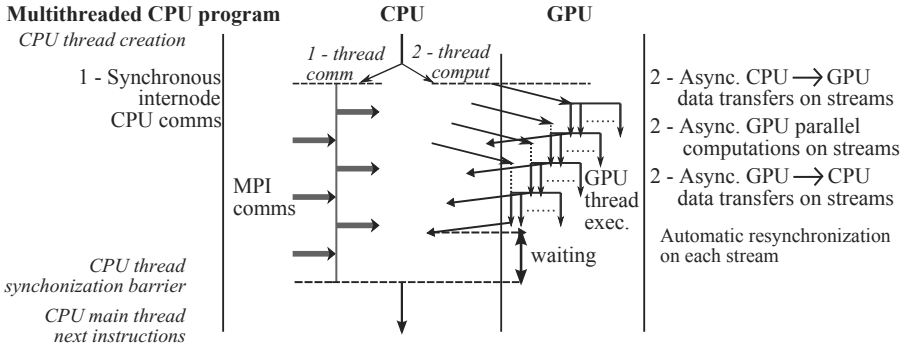 Multithreaded CPU program
CPU
GPU
CPU thread creation
1 - thread
comm
2 - thread
comput
1 - Synchronous
internode
CPU comms
MPI
comms
CPU thread
synchonization barrier
CPU main thread
next instructions
GPU
thread
exec.
waiting
2 - Async. CPU → GPU
data transfers on streams
2 - Async. GPU parallel
computations on streams
2 - Async. GPU → CPU
data transfers on streams
Automatic resynchronization
on each stream